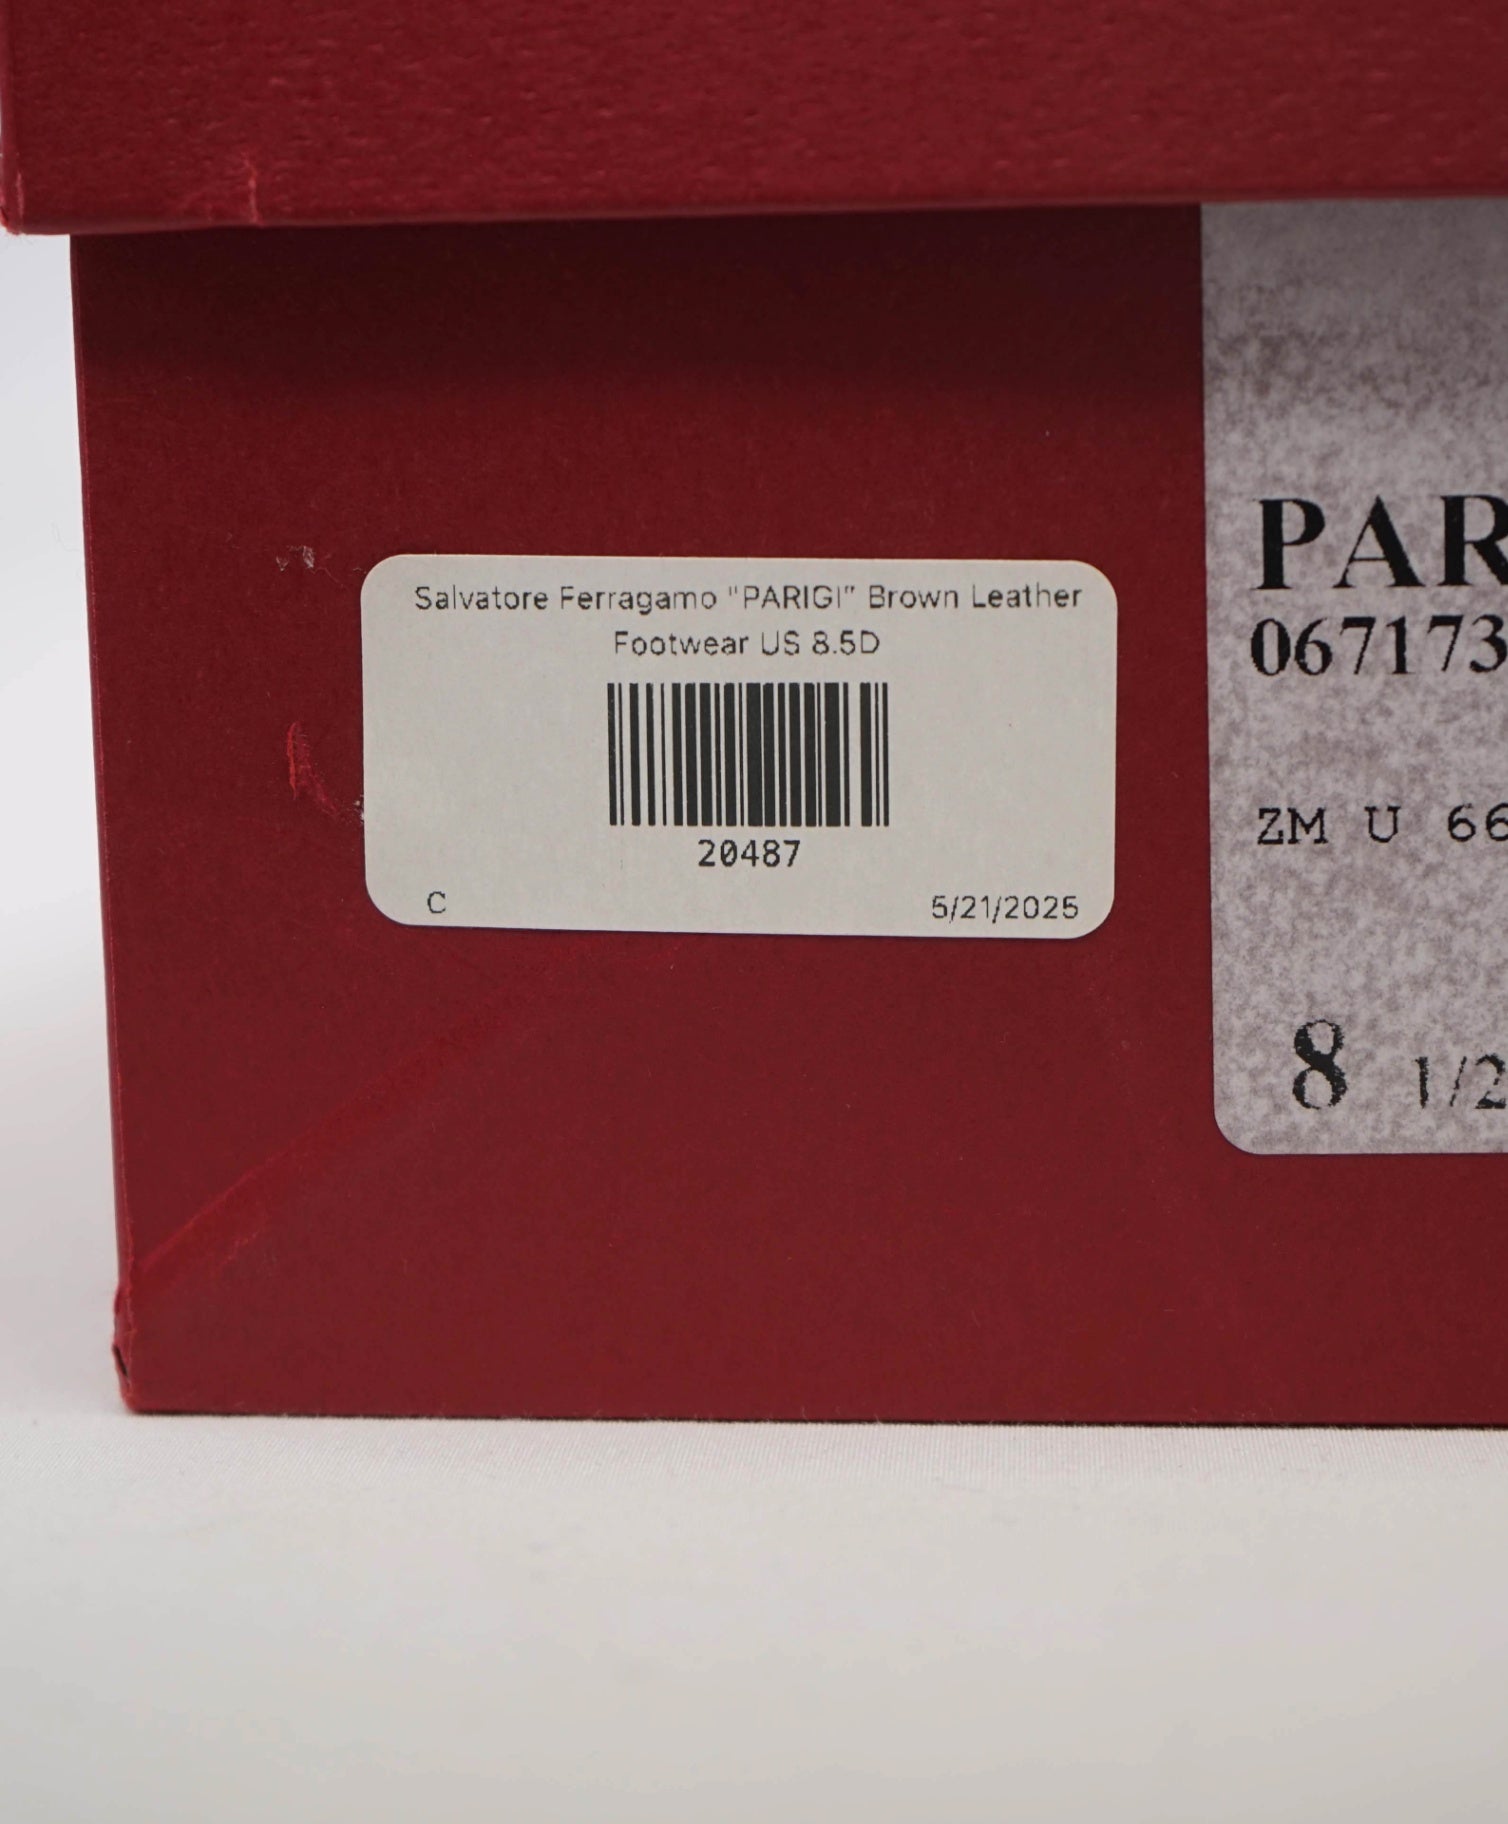 Salvatore Ferragamo "PARIGI" Brown Leather
Footwear US 8.5D
20487
C 5/21/2025
PAR
067173
ZM U 66
8 1/2